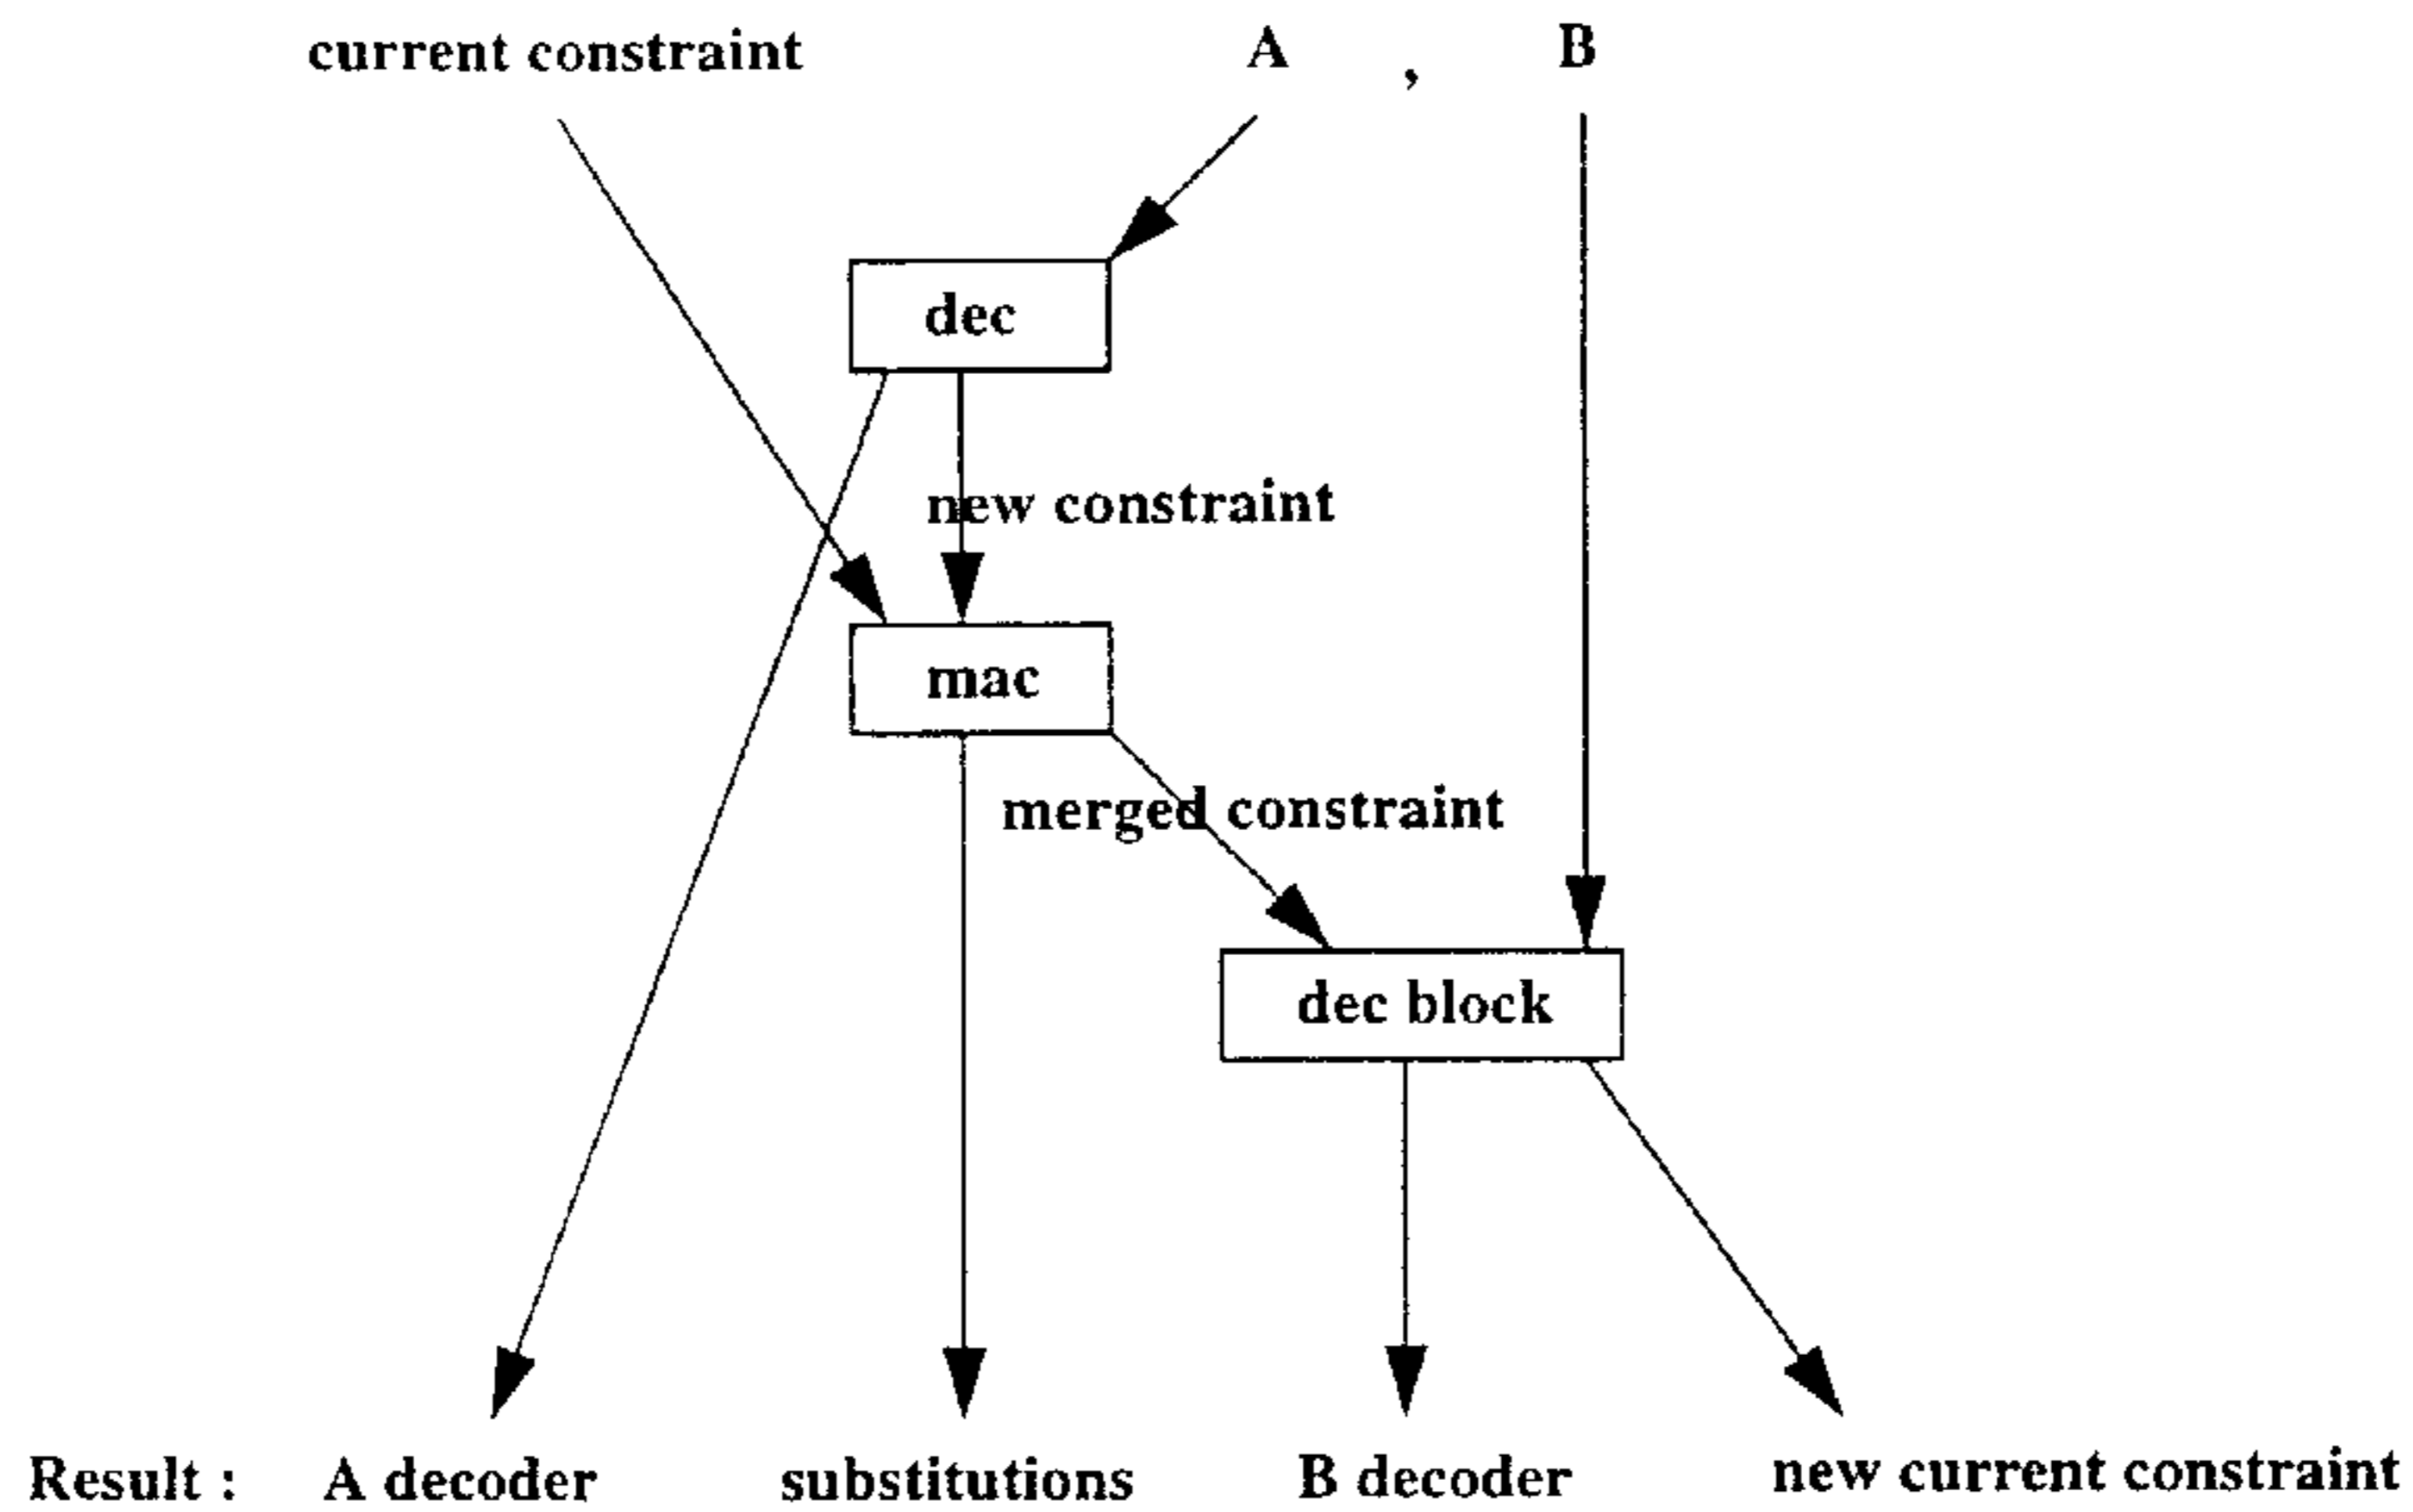 current constraint A , B
dec
new constraint
mac
merged constraint
dec block
Result : A decoder substitutions B decoder new current constraint